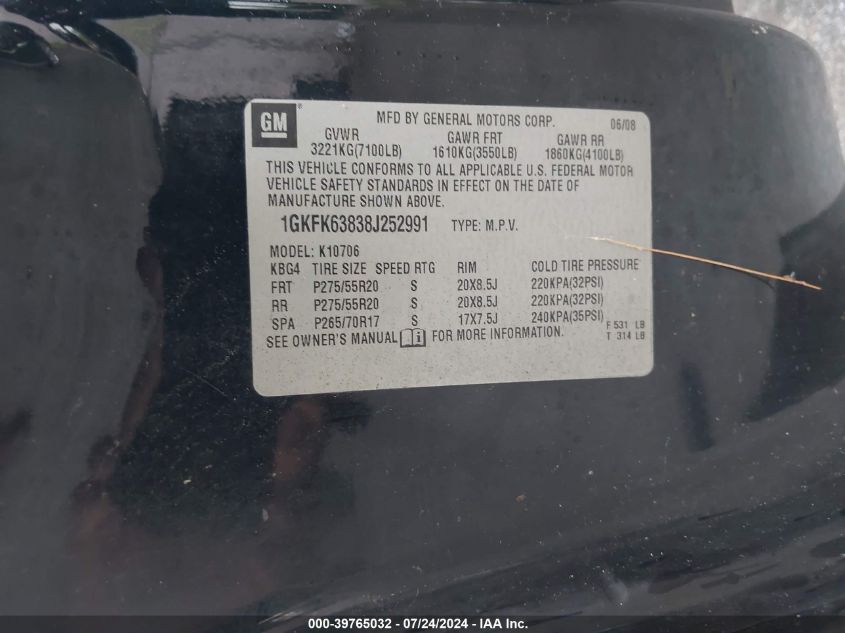 GM
MFD BY GENERAL MOTORS CORP. 06/08
GVWR GAWR FRT GAWR RR
3221KG(7100LB) 1610KG(3550LB) 1860KG(4100LB)
THIS VEHICLE CONFORMS TO ALL APPLICABLE U.S. FEDERAL MOTOR
VEHICLE SAFETY STANDARDS IN EFFECT ON THE DATE OF
MANUFACTURE SHOWN ABOVE.
1GKFK63838J252991 TYPE: M.P.V.
MODEL: K10706
KBG4 TIRE SIZE SPEED RTG RIM COLD TIRE PRESSURE
FRT P275/55R20 S 20X8.5J 220KPA(32PSI)
RR P275/55R20 S 20X8.5J 220KPA(32PSI)
SPA P265/70R17 S 17X7.5J 240KPA(35PSI)
SEE OWNER'S MANUAL i FOR MORE INFORMATION.
F 531 LB
T 314 LB
000-39765032 - 07/24/2024 - IAA Inc.